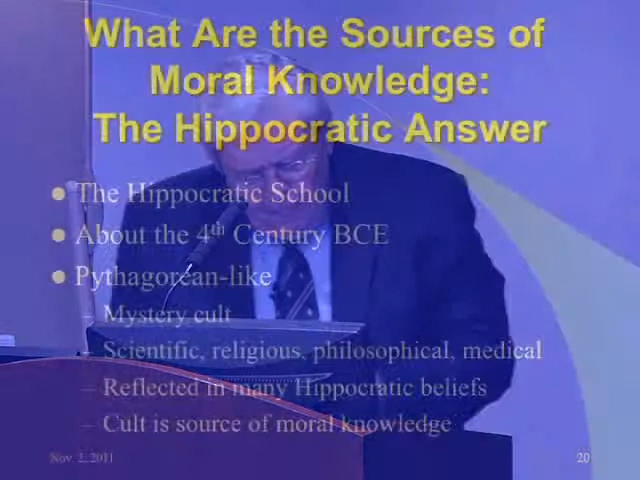 What Are the Sources of
Moral Knowledge:
The Hippocratic Answer
● The Hippocratic School
● About the 4th Century BCE
● Pythagorean-like
– Mystery cult
– Scientific, religious, philosophical, medical
– Reflected in many Hippocratic beliefs
– Cult is source of moral knowledge
Nov. 2, 2011
20